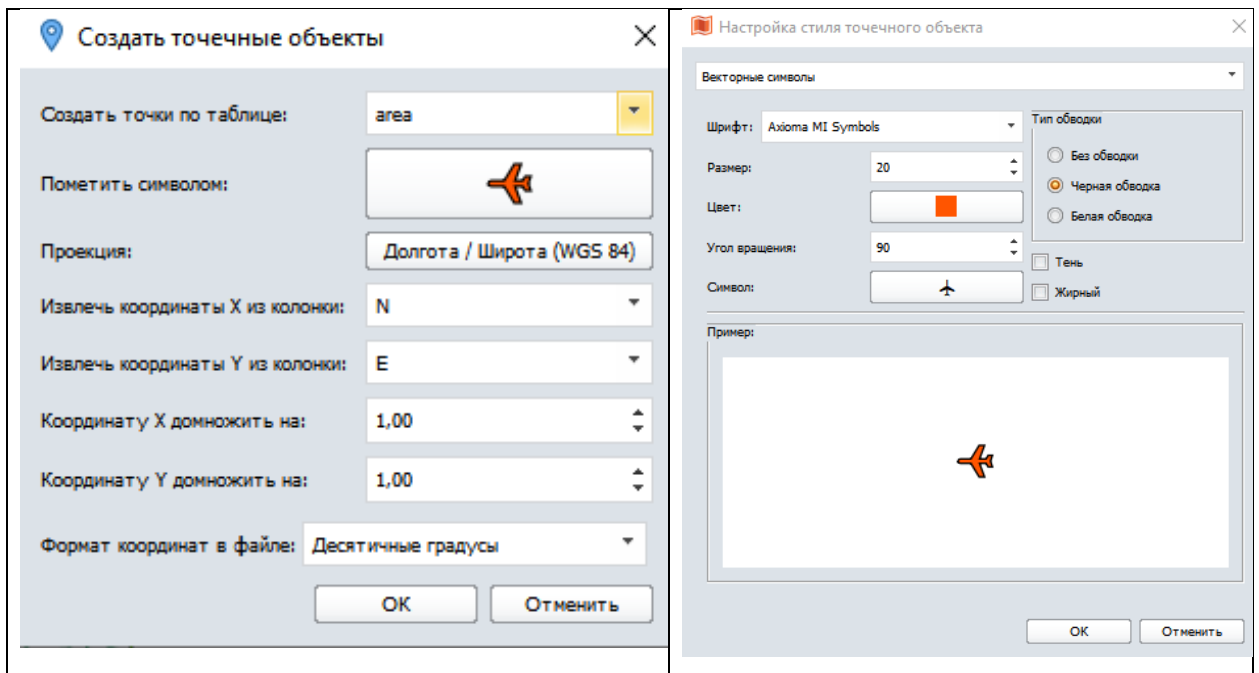 Создать точечные объекты
Создать точки по таблице: area
Пометить символом:
Проекция: Долгота / Широта (WGS 84)
Извлечь координаты X из колонки: N
Извлечь координаты Y из колонки: E
Координату X домножить на: 1,00
Координату Y домножить на: 1,00
Формат координат в файле: Десятичные градусы
ОК Отменить
Настройка стиля точечного объекта
Векторные символы
Шрифт: Axioma MI Symbols
Размер: 20
Цвет:
Угол вращения: 90
Символ:
Тип обводки
Без обводки
Черная обводка
Белая обводка
Тень
Жирный
Пример:
ОК Отменить